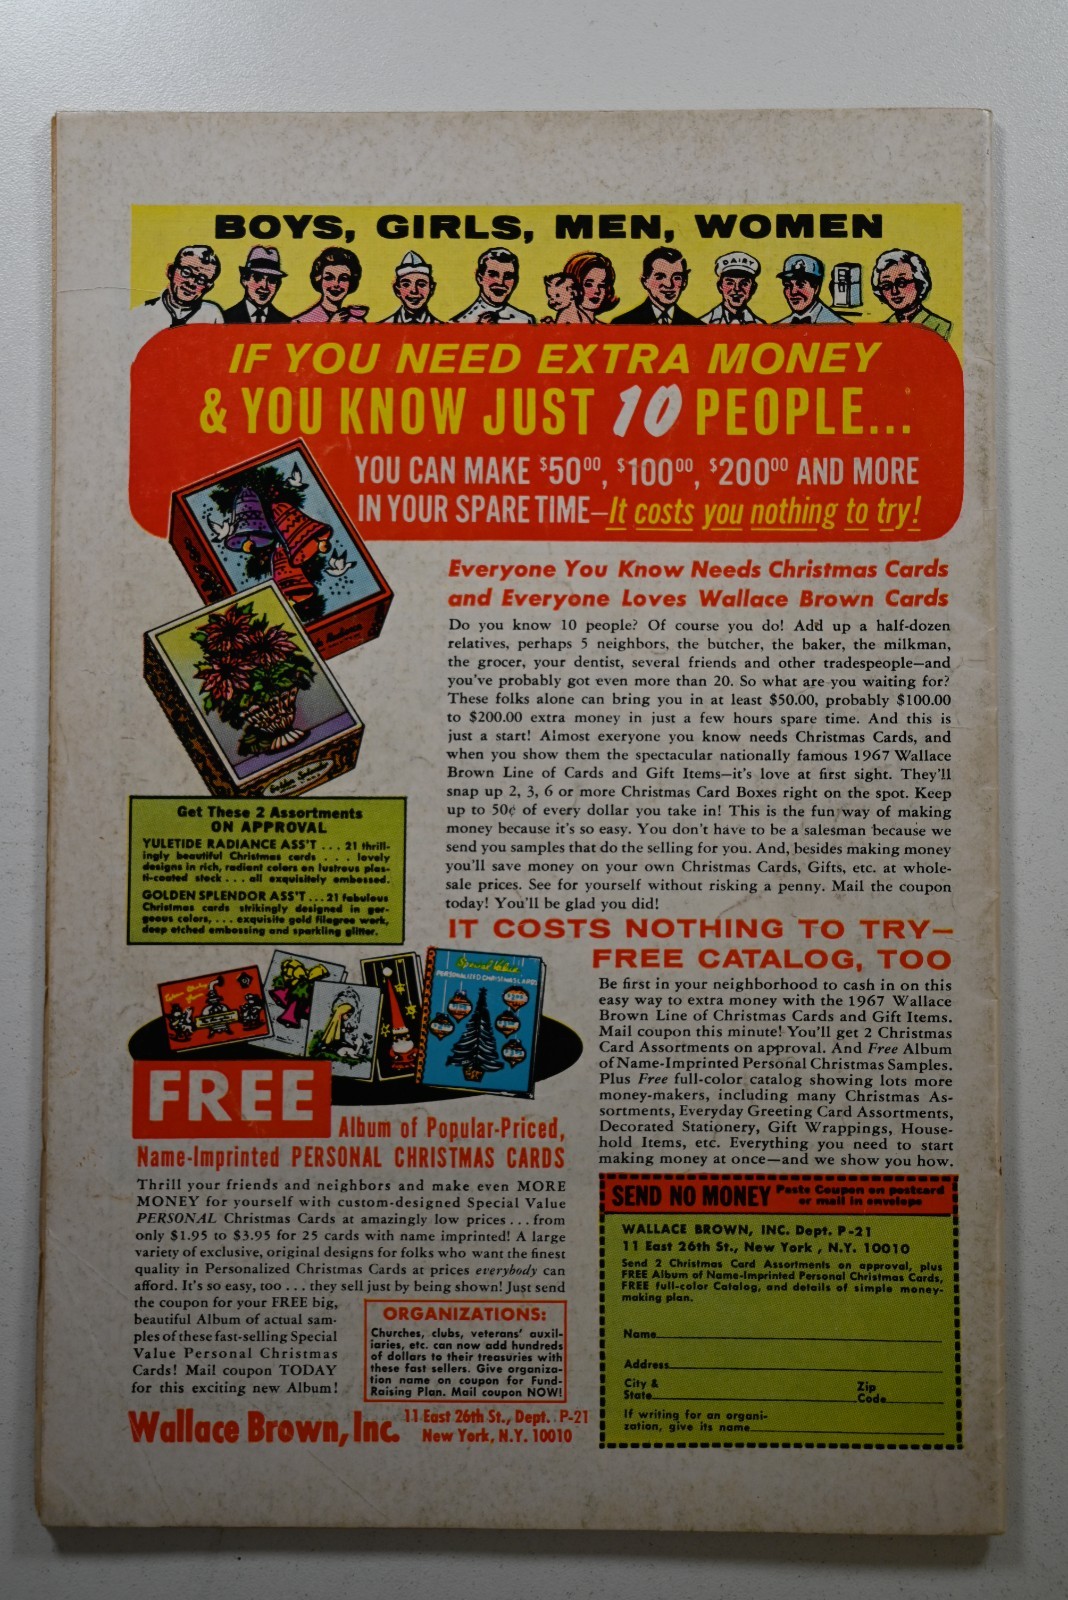 BOYS, GIRLS, MEN, WOMEN
DAIRY
IF YOU NEED EXTRA MONEY
& YOU KNOW JUST 10 PEOPLE...
YOU CAN MAKE $50⁰⁰, $100⁰⁰, $200⁰⁰ AND MORE
IN YOUR SPARE TIME—It costs you nothing to try!
Everyone You Know Needs Christmas Cards
and Everyone Loves Wallace Brown Cards
Do you know 10 people? Of course you do! Add up a half-dozen
relatives, perhaps 5 neighbors, the butcher, the baker, the milkman,
the grocer, your dentist, several friends and other tradespeople—and
you've probably got even more than 20. So what are you waiting for?
These folks alone can bring you in at least $50.00, probably $100.00
to $200.00 extra money in just a few hours spare time. And this is
just a start! Almost everyone you know needs Christmas Cards, and
when you show them the spectacular nationally famous 1967 Wallace
Brown Line of Cards and Gift Items—it's love at first sight. They'll
snap up 2, 3, 6 or more Christmas Card Boxes right on the spot. Keep
up to 50¢ of every dollar you take in! This is the fun way of making
money because it's so easy. You don't have to be a salesman because we
send you samples that do the selling for you. And, besides making money
you'll save money on your own Christmas Cards, Gifts, etc. at whole-
sale prices. See for yourself without risking a penny. Mail the coupon
today! You'll be glad you did!
Golden Splendor
Get These 2 Assortments
ON APPROVAL
YULETIDE RADIANCE ASS'T . . . 21 thrill-
ingly beautiful Christmas cards . . . lovely
designs in rich, radiant colors on lustrous plas-
ti-coated stock . . . all exquisitely embossed.
GOLDEN SPLENDOR ASS'T . . . 21 fabulous
Christmas cards strikingly designed in gor-
geous colors, . . . exquisite gold filagree work,
deep etched embossing and sparkling glitter.
IT COSTS NOTHING TO TRY—
FREE CATALOG, TOO
Be first in your neighborhood to cash in on this
easy way to extra money with the 1967 Wallace
Brown Line of Christmas Cards and Gift Items.
Mail coupon this minute! You'll get 2 Christmas
Card Assortments on approval. And Free Album
of Name-Imprinted Personal Christmas Samples.
Plus Free full-color catalog showing lots more
money-makers, including many Christmas As-
sortments, Everyday Greeting Card Assortments,
Decorated Stationery, Gift Wrappings, House-
hold Items, etc. Everything you need to start
making money at once—and we show you how.
Special Value
PERSONALIZED CHRISTMAS CARDS
FREE
Album of Popular-Priced,
Name-Imprinted PERSONAL CHRISTMAS CARDS
Thrill your friends and neighbors and make even MORE
MONEY for yourself with custom-designed Special Value
PERSONAL Christmas Cards at amazingly low prices . . . from
only $1.95 to $3.95 for 25 cards with name imprinted! A large
variety of exclusive, original designs for folks who want the finest
quality in Personalized Christmas Cards at prices everybody can
afford. It's so easy, too . . . they sell just by being shown! Just send
the coupon for your FREE big,
beautiful Album of actual sam-
ples of these fast-selling Special
Value Personal Christmas
Cards! Mail coupon TODAY
for this exciting new Album!
ORGANIZATIONS:
Churches, clubs, veterans' auxil-
iaries, etc. can now add hundreds
of dollars to their treasuries with
these fast sellers. Give organiza-
tion name on coupon for Fund-
Raising Plan. Mail coupon NOW!
Wallace Brown, Inc. 11 East 26th St., Dept. P-21
New York, N.Y. 10010
SEND NO MONEY Paste Coupon on postcard
or mail in envelope
WALLACE BROWN, INC. Dept. P-21
11 East 26th St., New York , N.Y. 10010
Send 2 Christmas Card Assortments on approval, plus
FREE Album of Name-Imprinted Personal Christmas Cards,
FREE full-color Catalog, and details of simple money-
making plan.
Name
Address
City &
State
Zip
Code
If writing for an organi-
zation, give its name